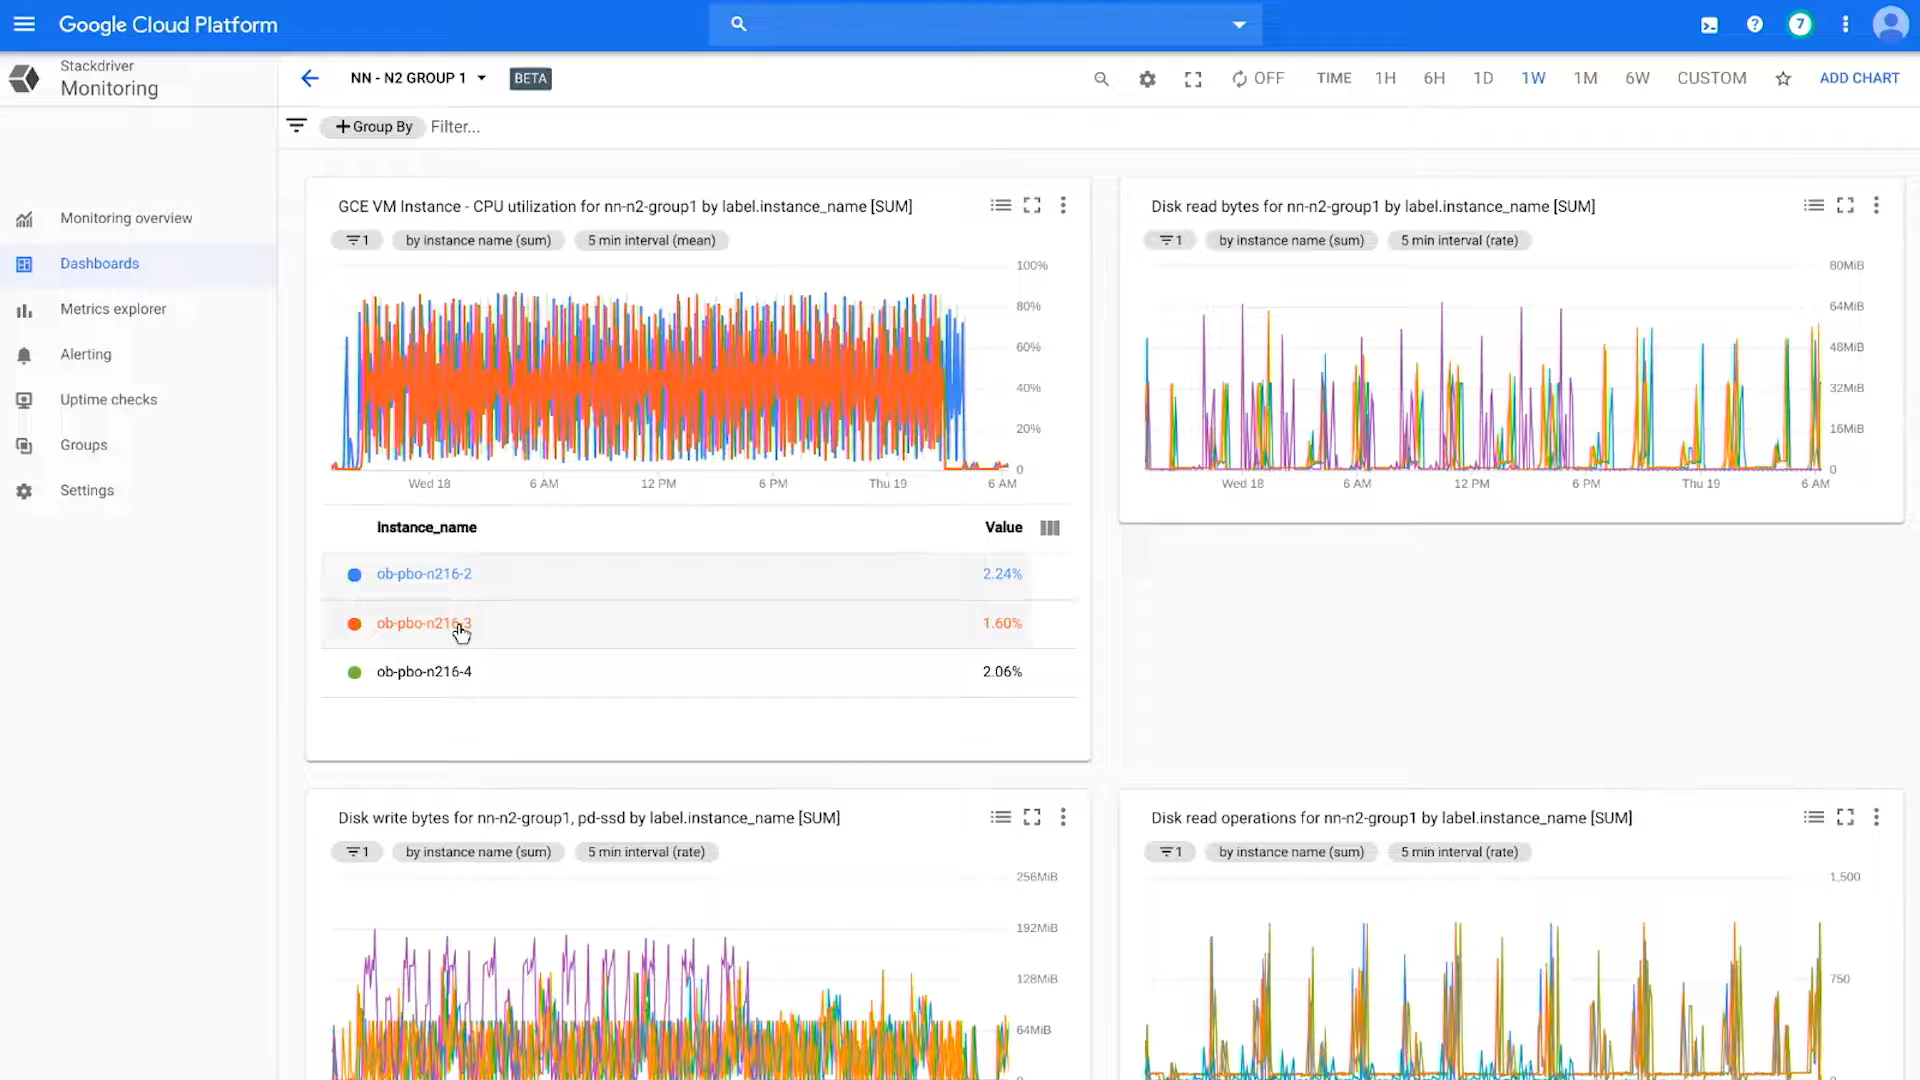 Google Cloud Platform
7
Stackdriver
Monitoring
NN - N2 GROUP 1
BETA
OFF
TIME 1H 6H 1D 1W 1M 6W CUSTOM
ADD CHART
Group By
Filter...
Monitoring overview
Dashboards
Metrics explorer
Alerting
Uptime checks
Groups
Settings
GCE VM Instance - CPU utilization for nn-n2-group1 by label.instance_name [SUM]
1
by instance name (sum)
5 min interval (mean)
100%
80%
60%
40%
20%
0
Wed 18
6 AM
12 PM
6 PM
Thu 19
6 AM
Instance_name
Value
ob-pbo-n216-2
2.24%
ob-pbo-n216-3
1.60%
ob-pbo-n216-4
2.06%
Disk read bytes for nn-n2-group1 by label.instance_name [SUM]
1
by instance name (sum)
5 min interval (rate)
80MiB
64MiB
48MiB
32MiB
16MiB
0
Wed 18
6 AM
12 PM
6 PM
Thu 19
6 AM
Disk write bytes for nn-n2-group1, pd-ssd by label.instance_name [SUM]
1
by instance name (sum)
5 min interval (rate)
256MiB
192MiB
128MiB
64MiB
Disk read operations for nn-n2-group1 by label.instance_name [SUM]
1
by instance name (sum)
5 min interval (rate)
1,500
750